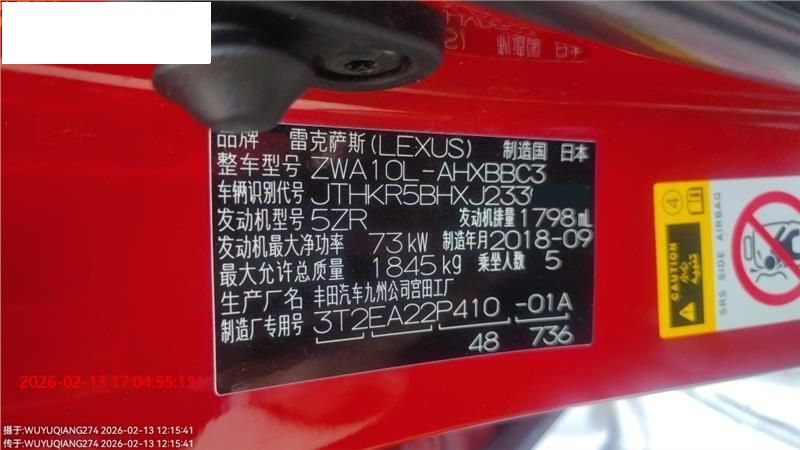 品牌 雷克萨斯(LEXUS) 制造国 日本
整车型号 ZWA10L-AHXBBC3
车辆识别代号 JTHKR5BHXJ233
发动机型号 5ZR 发动机排量 1798mL
发动机最大净功率 73kW 制造年月 2018-09
最大允许总质量 1845kg 乘坐人数 5
生产厂名 丰田汽车九州公司宫田工厂
制造厂专用号 3T2EA22P410 -01A
48 736
4
SRS SIDE AIRBAG
2026-02-13 17:04:55:151
摄于:WUYUQIANG274 2026-02-13 12:15:41
传于:WUYUQIANG274 2026-02-13 12:15:41